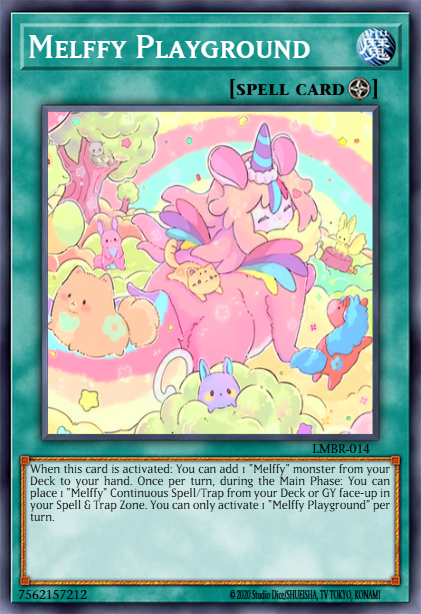 MELFFY PLAYGROUND
魔
[SPELL CARD]
LMBR-014
When this card is activated: You can add 1 "Melffy" monster from your
Deck to your hand. Once per turn, during the Main Phase: You can
place 1 "Melffy" Continuous Spell/Trap from your Deck or GY face-up in
your Spell & Trap Zone. You can only activate 1 "Melffy Playground" per
turn.
7562157212
©2020 Studio Dice/SHUEISHA, TV TOKYO, KONAMI